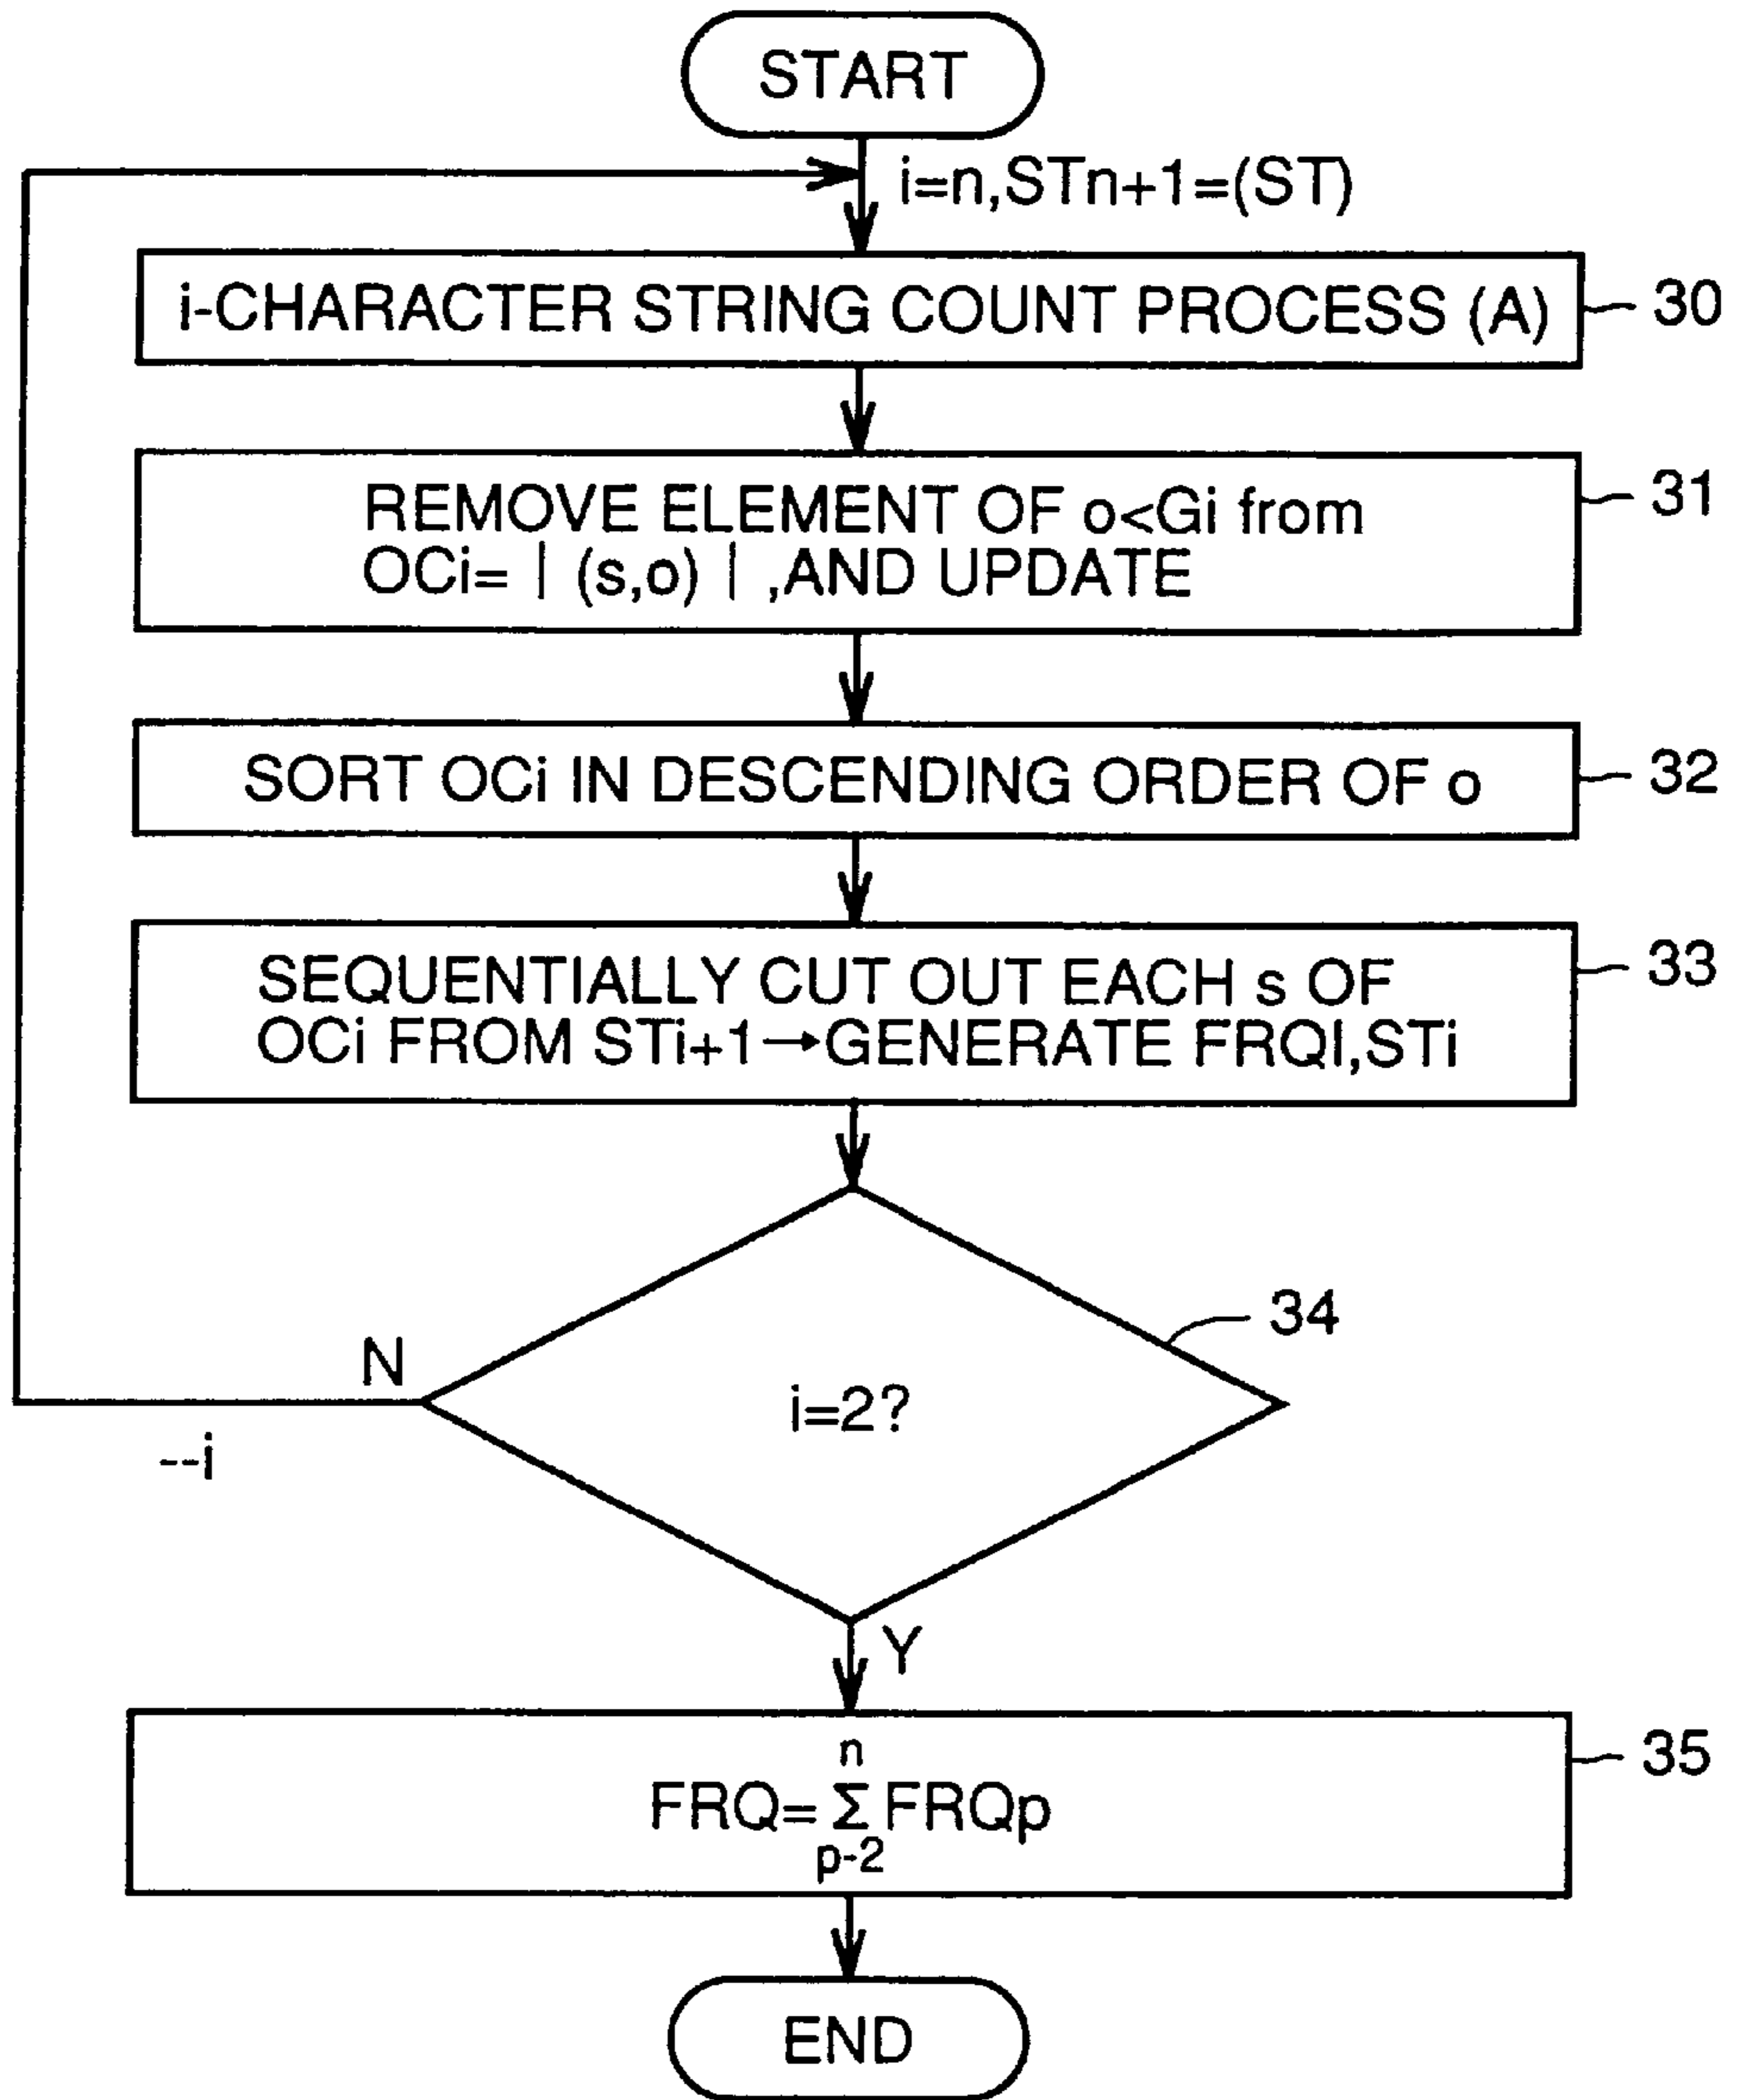 START
i=n,STn+1=(ST)
i-CHARACTER STRING COUNT PROCESS (A)
30
REMOVE ELEMENT OF o<Gi from
OCi= | (s,o) | ,AND UPDATE
31
SORT OCi IN DESCENDING ORDER OF o
32
SEQUENTIALLY CUT OUT EACH s OF
OCi FROM STi+1→GENERATE FRQI,STi
33
34
N
i=2?
--i
Y
n
FRQ=ΣFRQp
p-2
35
END